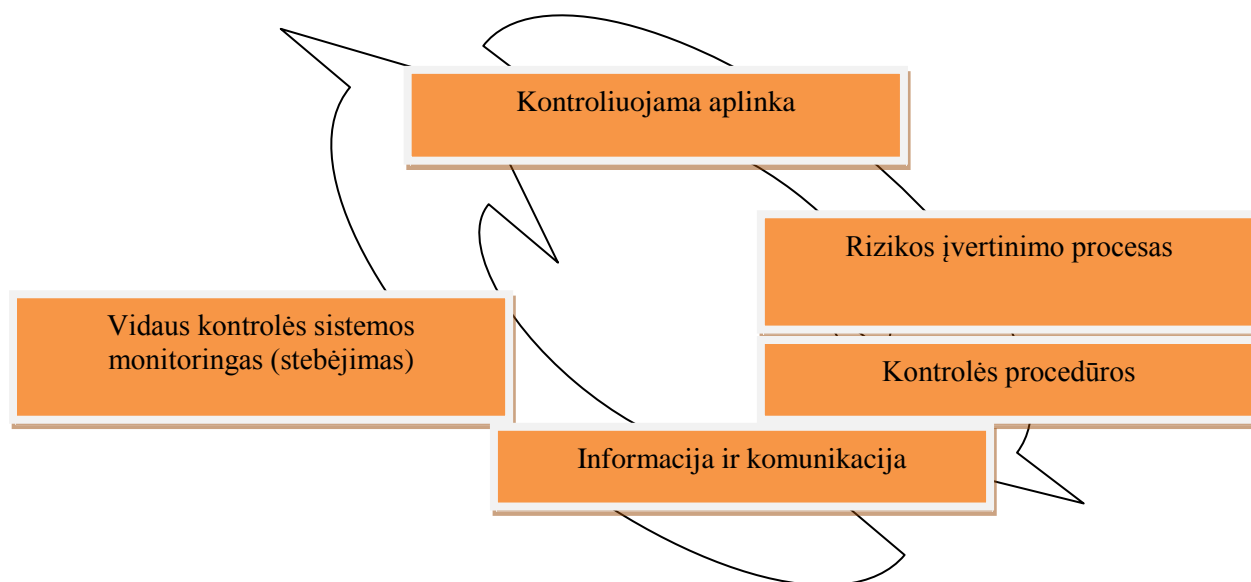 Kontroliuojama aplinka
Rizikos įvertinimo procesas
Vidaus kontrolės sistemos
monitoringas (stebėjimas)
Kontrolės procedūros
Informacija ir komunikacija